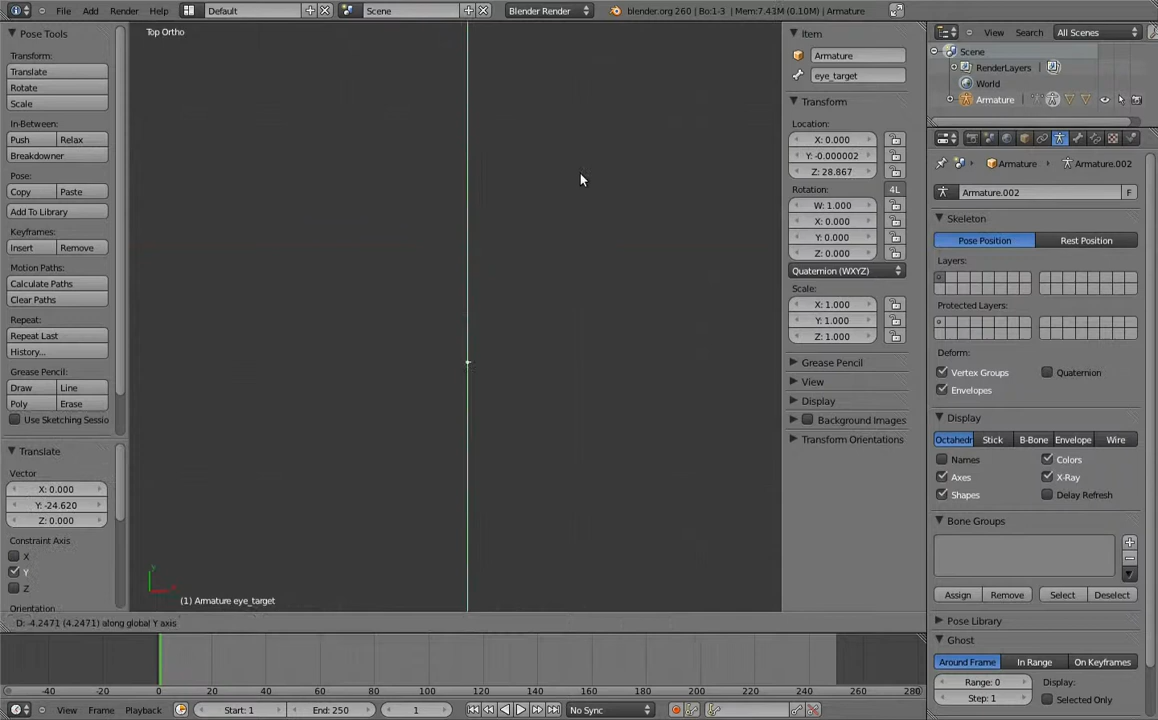 Add Render Help Default Scene Blender Render blender.org 260 | Bo:1-3 | Mem:7.43M (0.10M) | Armature
Pose Tools
Transform:
Translate
Rotate
Scale
In-Between:
Push Relax
Breakdowner
Pose:
Copy Paste
Add To Library
Keyframes:
Insert Remove
Motion Paths:
Calculate Paths
Clear Paths
Repeat:
Repeat Last
History...
Grease Pencil:
Draw Line
Poly Erase
Use Sketching Sessio
Translate
Vector
X: 0.000
Y: -24.620
Z: 0.000
Constraint Axis
X
Y
Z
Orientation
Top Ortho
(1) Armature eye_target
D: -4.2471 (4.2471) along global Y axis
Item
Armature
eye_target
Transform
Location:
X: 0.000
Y: -0.000002
Z: 28.867
Rotation:
4L
W: 1.000
X: 0.000
Y: 0.000
Z: 0.000
Quaternion (WXYZ)
Scale:
X: 1.000
Y: 1.000
Z: 1.000
Grease Pencil
View
Display
Background Images
Transform Orientations
View Search All Scenes
Scene
RenderLayers
World
Armature
Armature Armature.002
Armature.002 F
Skeleton
Pose Position Rest Position
Layers:
Protected Layers:
Deform:
Vertex Groups Quaternion
Envelopes
Display
Octahedr Stick B-Bone Envelope Wire
Names Colors
Axes X-Ray
Shapes Delay Refresh
Bone Groups
Assign Remove Select Deselect
Pose Library
Ghost
Around Frame In Range On Keyframes
Range: 0 Display:
Step: 1 Selected Only
-40 -20 0 20 40 60 80 100 120 140 160 180 200 220 240 260 280
View Frame Playback Start: 1 End: 250 1 No Sync